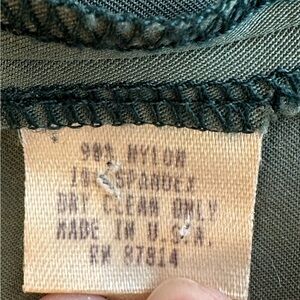 90% NYLON
10% SPANDEX
DRY CLEAN ONLY
MADE IN U.S.A.
RN 87814